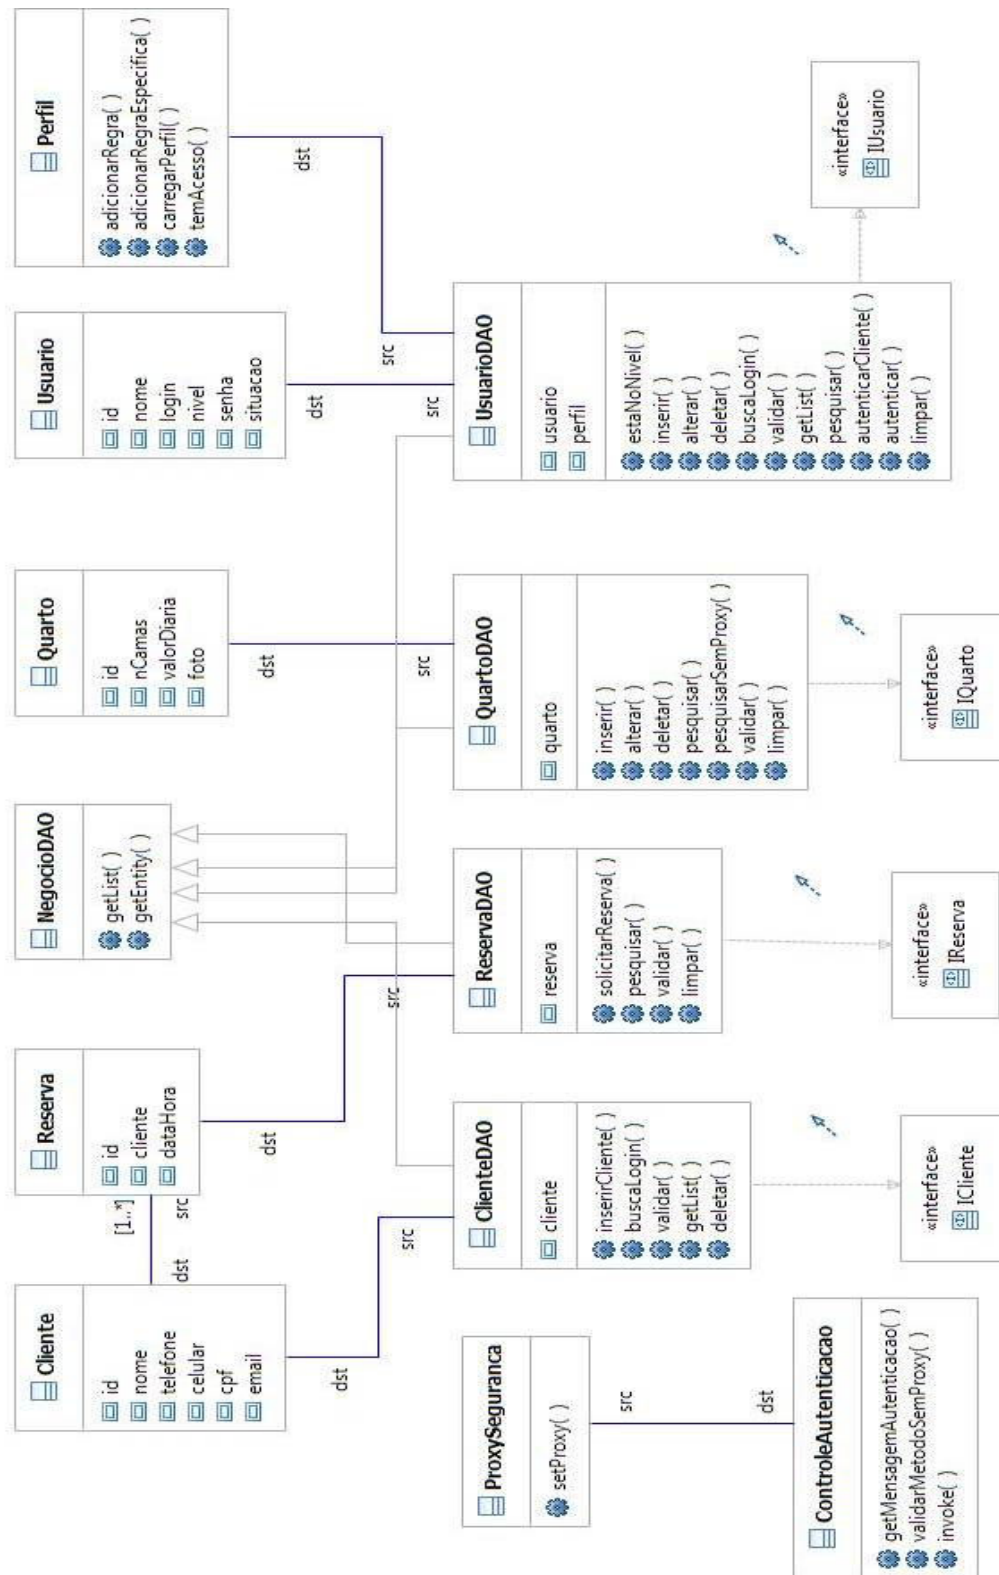 Cliente
id
nome
telefone
celular
cpf
email
dst
[1..*]
src
Reserva
id
cliente
dataHora
dst
NegocioDAO
getList( )
getEntity( )
Quarto
id
nCamas
valorDiaria
foto
dst
Usuario
id
nome
login
nivel
senha
situacao
dst
Perfil
adicionarRegra( )
adicionarRegraEspecifica( )
carregarPerfil( )
temAcesso( )
dst
dst
src
src
src
src
src
ProxySeguranca
setProxy( )
src
dst
ControleAutenticacao
getMensagemAutenticacao( )
validarMetodoSemProxy( )
invoke( )
ClienteDAO
cliente
inserirCliente( )
buscaLogin( )
validar( )
getList( )
deletar( )
«interface»
ICliente
ReservaDAO
reserva
solicitarReserva( )
pesquisar( )
validar( )
limpar( )
«interface»
IReserva
QuartoDAO
quarto
inserir( )
alterar( )
deletar( )
pesquisar( )
pesquisarSemProxy( )
validar( )
limpar( )
«interface»
IQuarto
UsuarioDAO
usuario
perfil
estaNoNivel( )
inserir( )
alterar( )
deletar( )
buscaLogin( )
validar( )
getList( )
pesquisar( )
autenticarCliente( )
autenticar( )
limpar( )
«interface»
IUsuario